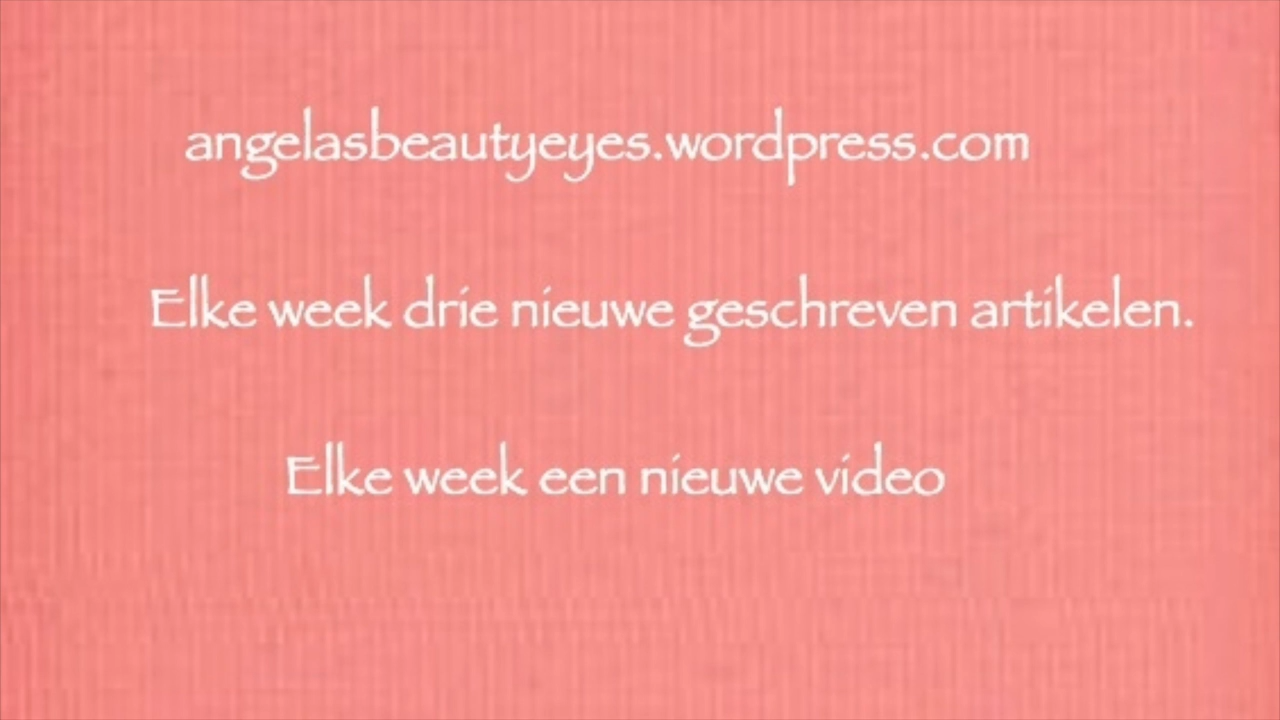 angelasbeautyeyes.wordpress.com
Elke week drie nieuwe geschreven artikelen.
Elke week een nieuwe video